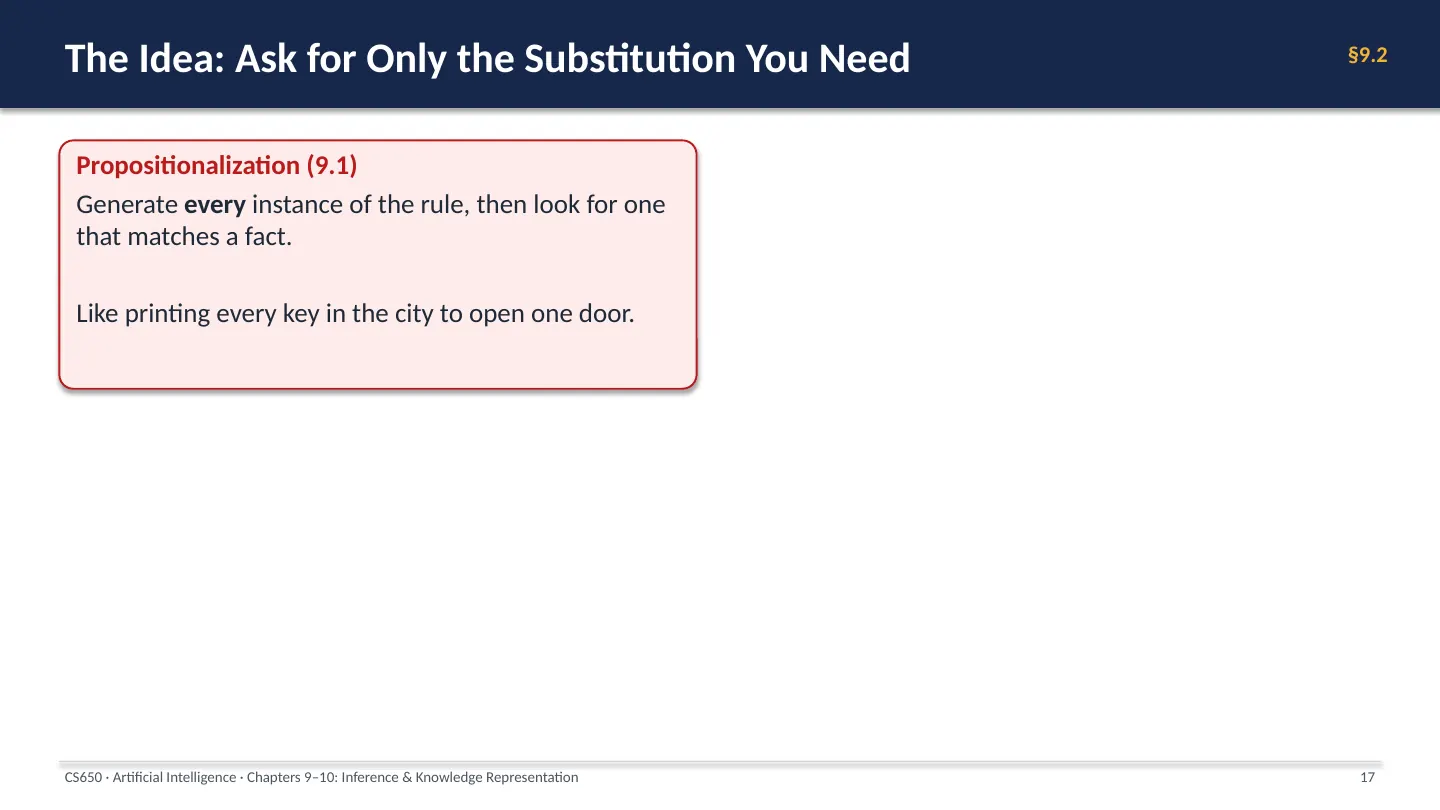 The Idea: Ask for Only the Substitution You Need
§9.2
Propositionalization (9.1)
Generate every instance of the rule, then look for one
that matches a fact.
Like printing every key in the city to open one door.
CS650 · Artificial Intelligence · Chapters 9–10: Inference & Knowledge Representation
17